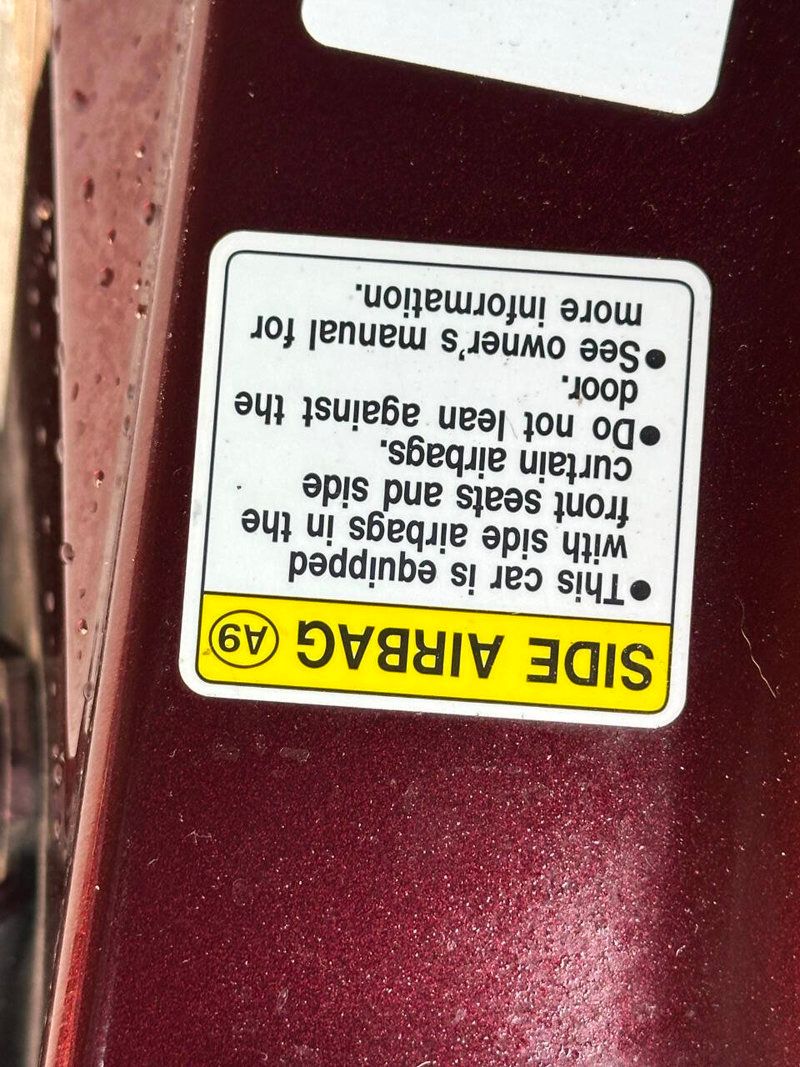 SIDE AIRBAG A9
●This car is equipped
with side airbags in the
front seats and side
curtain airbags.
●Do not lean against the
door.
●See owner's manual for
more information.